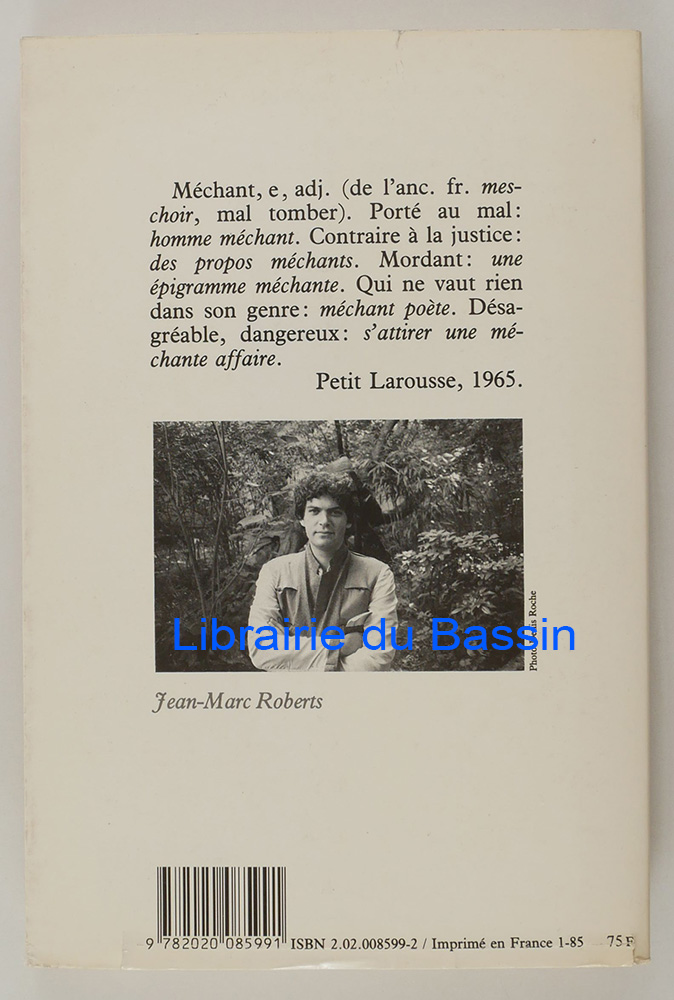 Méchant, e, adj. (de l'anc. fr. mes-
choir, mal tomber). Porté au mal :
homme méchant. Contraire à la justice :
des propos méchants. Mordant : une
épigramme méchante. Qui ne vaut rien
dans son genre : méchant poète. Désa-
gréable, dangereux : s'attirer une mé-
chante affaire.
Petit Larousse, 1965.
Librairie du Bassin
Photo Roche
Jean-Marc Roberts
9 782020 085991
ISBN 2.02.008599-2 / Imprimé en France 1-85 75 F